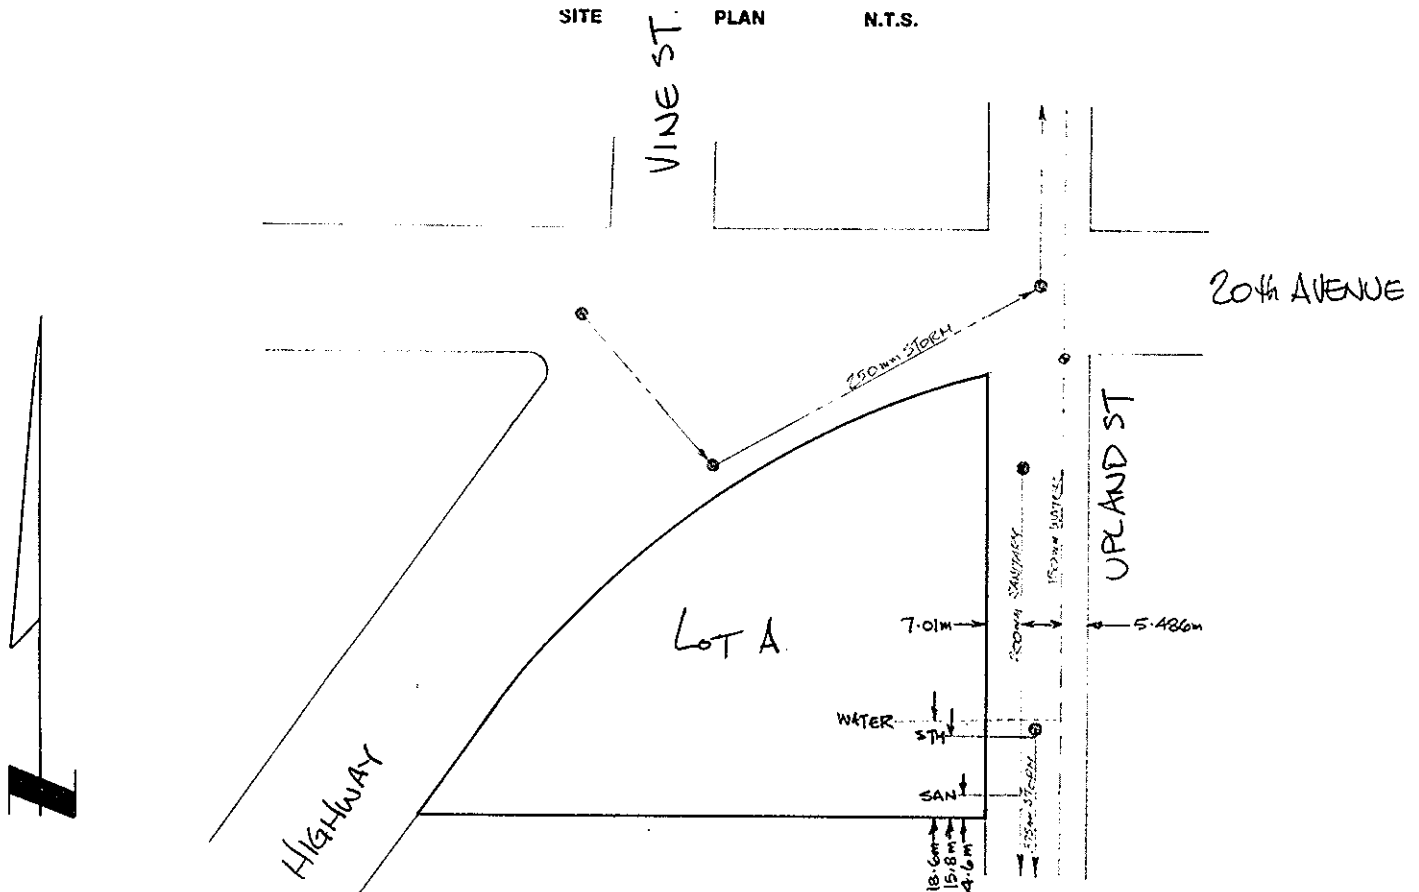 SITE PLAN N.T.S.
VINE ST.
20th AVENUE
250mm STORM
UPLAND ST
200mm SANITARY
150mm WATER
7.01m
5.486m
LOT A
WATER
STM
SAN
HIGHWAY
18.6m
15.8m
4.6m
STORM